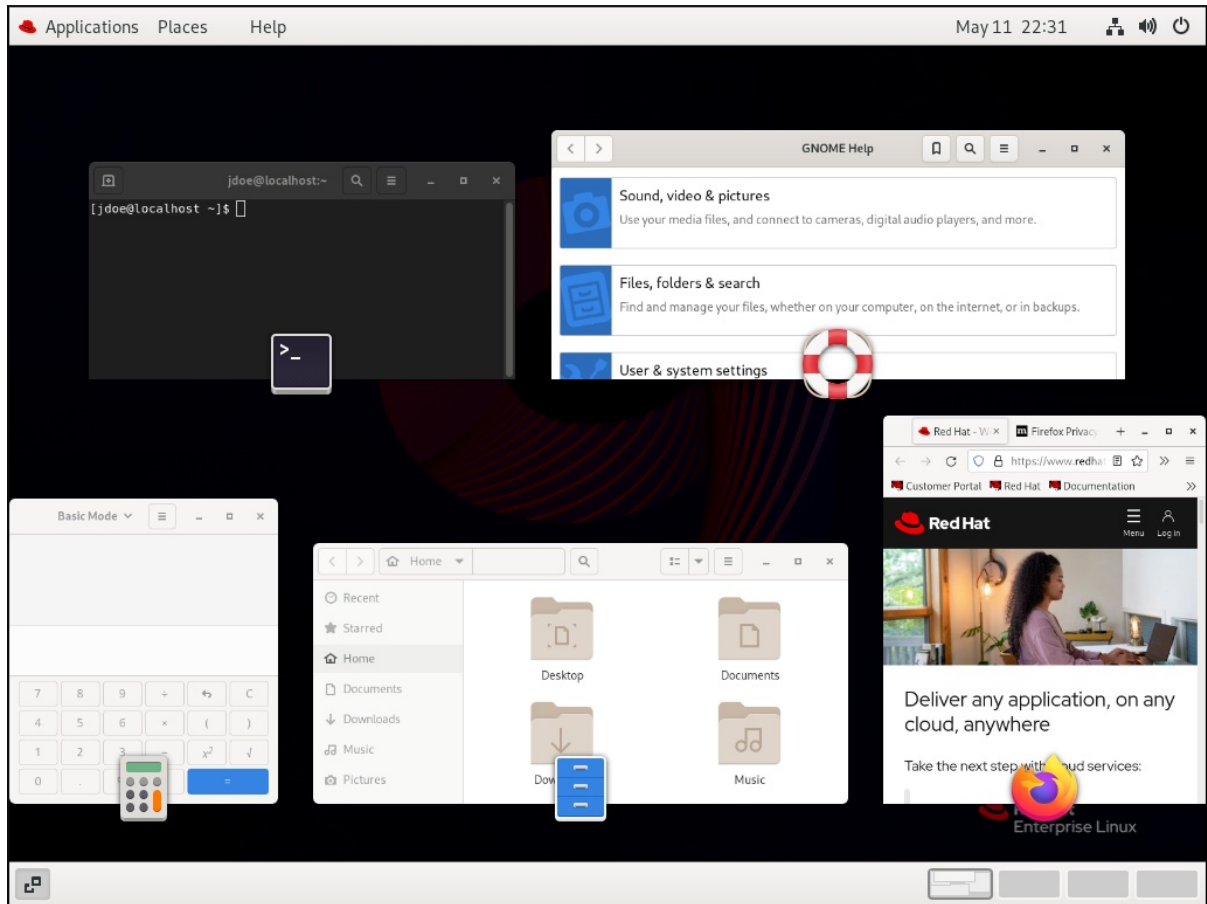 Applications Places Help May 11 22:31
jdoe@localhost:~
[jdoe@localhost ~]$
>_
GNOME Help
Sound, video & pictures
Use your media files, and connect to cameras, digital audio players, and more.
Files, folders & search
Find and manage your files, whether on your computer, on the internet, or in backups.
User & system settings
Basic Mode
7 8 9 ÷ C
4 5 6 × ( )
1 2 3 − x² √
0 . =
Home
Recent
Starred
Home
Documents
Downloads
Music
Pictures
Desktop Documents
Music
Red Hat - Firefox Privacy
https://www.redhat
Customer Portal Red Hat Documentation
Red Hat
Menu Log in
Deliver any application, on any
cloud, anywhere
Take the next step with cloud services:
Enterprise Linux